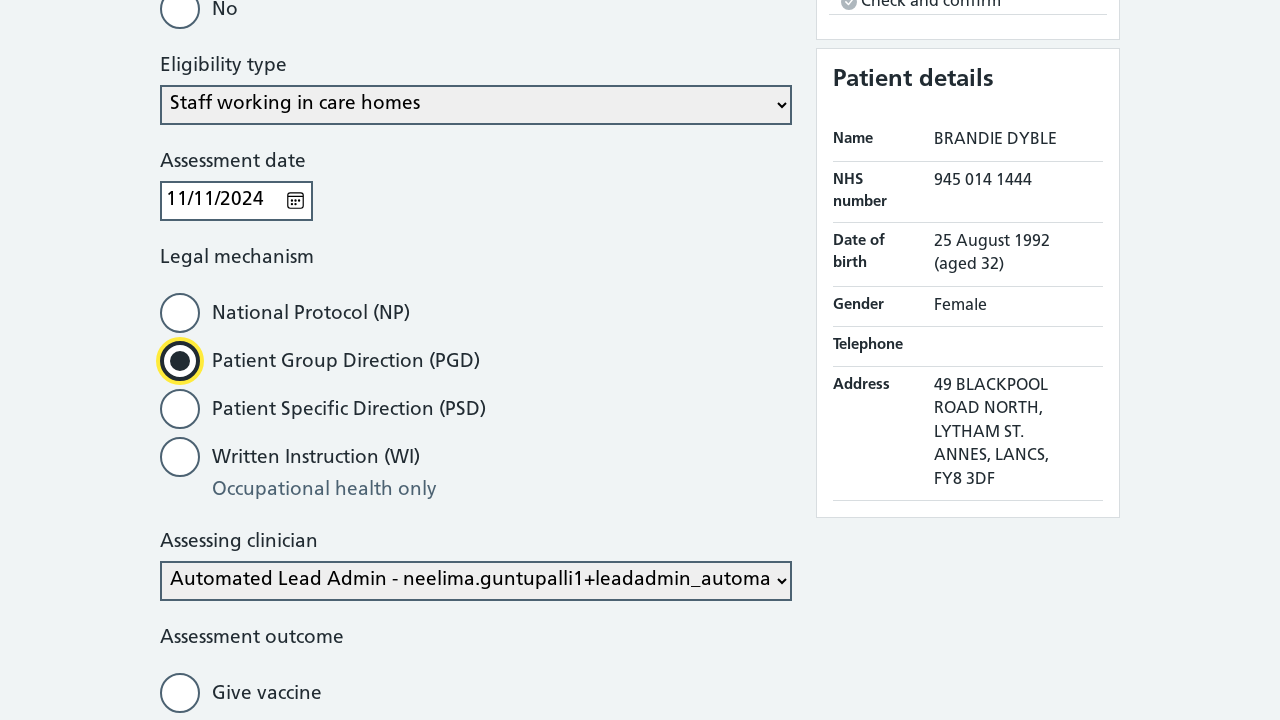 No
Eligibility type
Staff working in care homes
Assessment date
11/11/2024
Legal mechanism
National Protocol (NP)
Patient Group Direction (PGD)
Patient Specific Direction (PSD)
Written Instruction (WI)
Occupational health only
Assessing clinician
Automated Lead Admin - neelima.guntupalli1+leadadmin_automa
Assessment outcome
Give vaccine
Check and confirm
Patient details
Name BRANDIE DYBLE
NHS number 945 014 1444
Date of birth 25 August 1992
(aged 32)
Gender Female
Telephone
Address 49 BLACKPOOL
ROAD NORTH,
LYTHAM ST.
ANNES, LANCS,
FY8 3DF